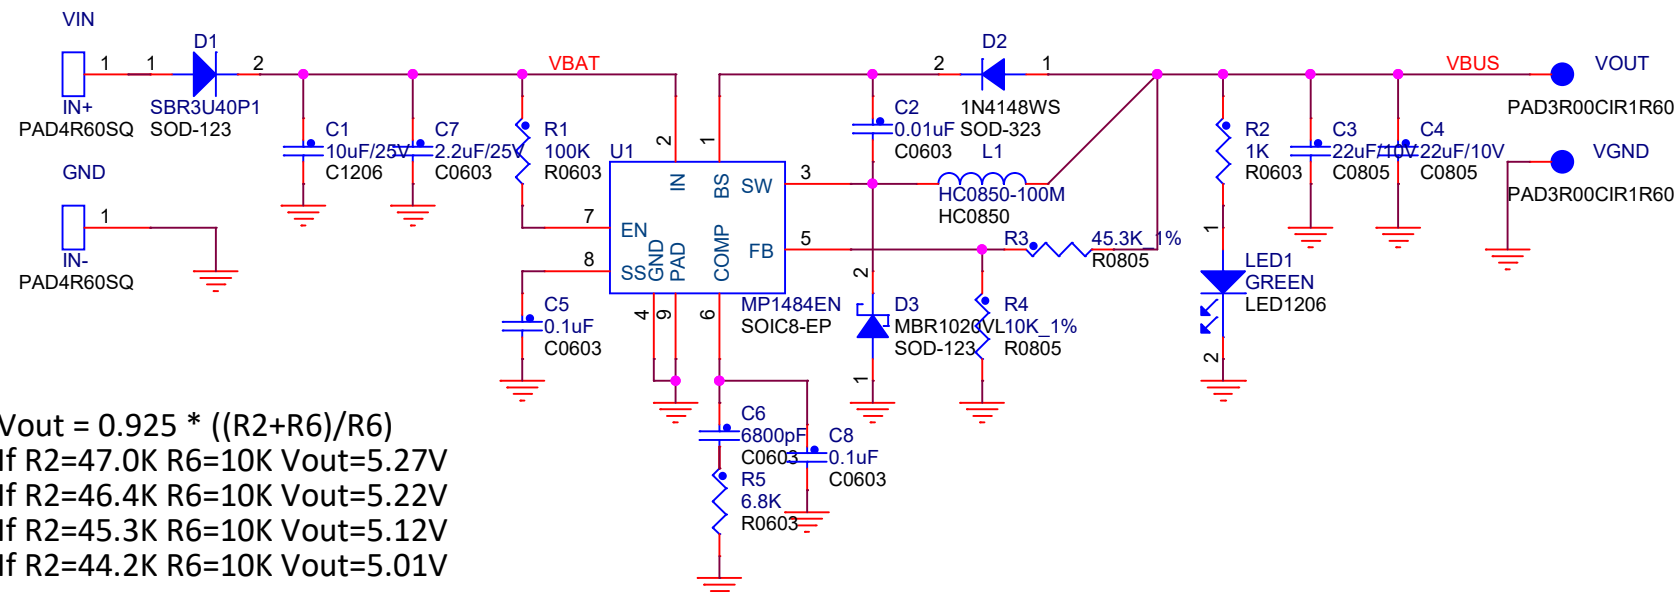 VIN
1
IN+
PAD4R60SQ
GND
1
IN-
PAD4R60SQ
1
D1
2
SBR3U40P1
SOD-123
VBAT
C1
10uF/25V
C1206
C7
2.2uF/25V
C0603
R1
100K
R0603
U1
2
1
IN
BS
SW
3
7
EN
8
SS
GND
PAD
COMP
FB
5
4
9
6
MP1484EN
SOIC8-EP
C5
0.1uF
C0603
2
D2
1
1N4148WS
SOD-323
C2
0.01uF
C0603
L1
HC0850-100M
HC0850
R3
45.3K_1%
R0805
2
D3
MBR1020VL
SOD-123
1
R4
10K_1%
R0805
C6
6800pF
C0603
R5
6.8K
R0603
C8
0.1uF
C0603
VBUS
R2
1K
R0603
C3
22uF/10V
C0805
C4
22uF/10V
C0805
1
LED1
GREEN
LED1206
2
VOUT
PAD3R00CIR1R60
VGND
PAD3R00CIR1R60
Vout = 0.925 * ((R2+R6)/R6)
If R2=47.0K R6=10K Vout=5.27V
If R2=46.4K R6=10K Vout=5.22V
If R2=45.3K R6=10K Vout=5.12V
If R2=44.2K R6=10K Vout=5.01V